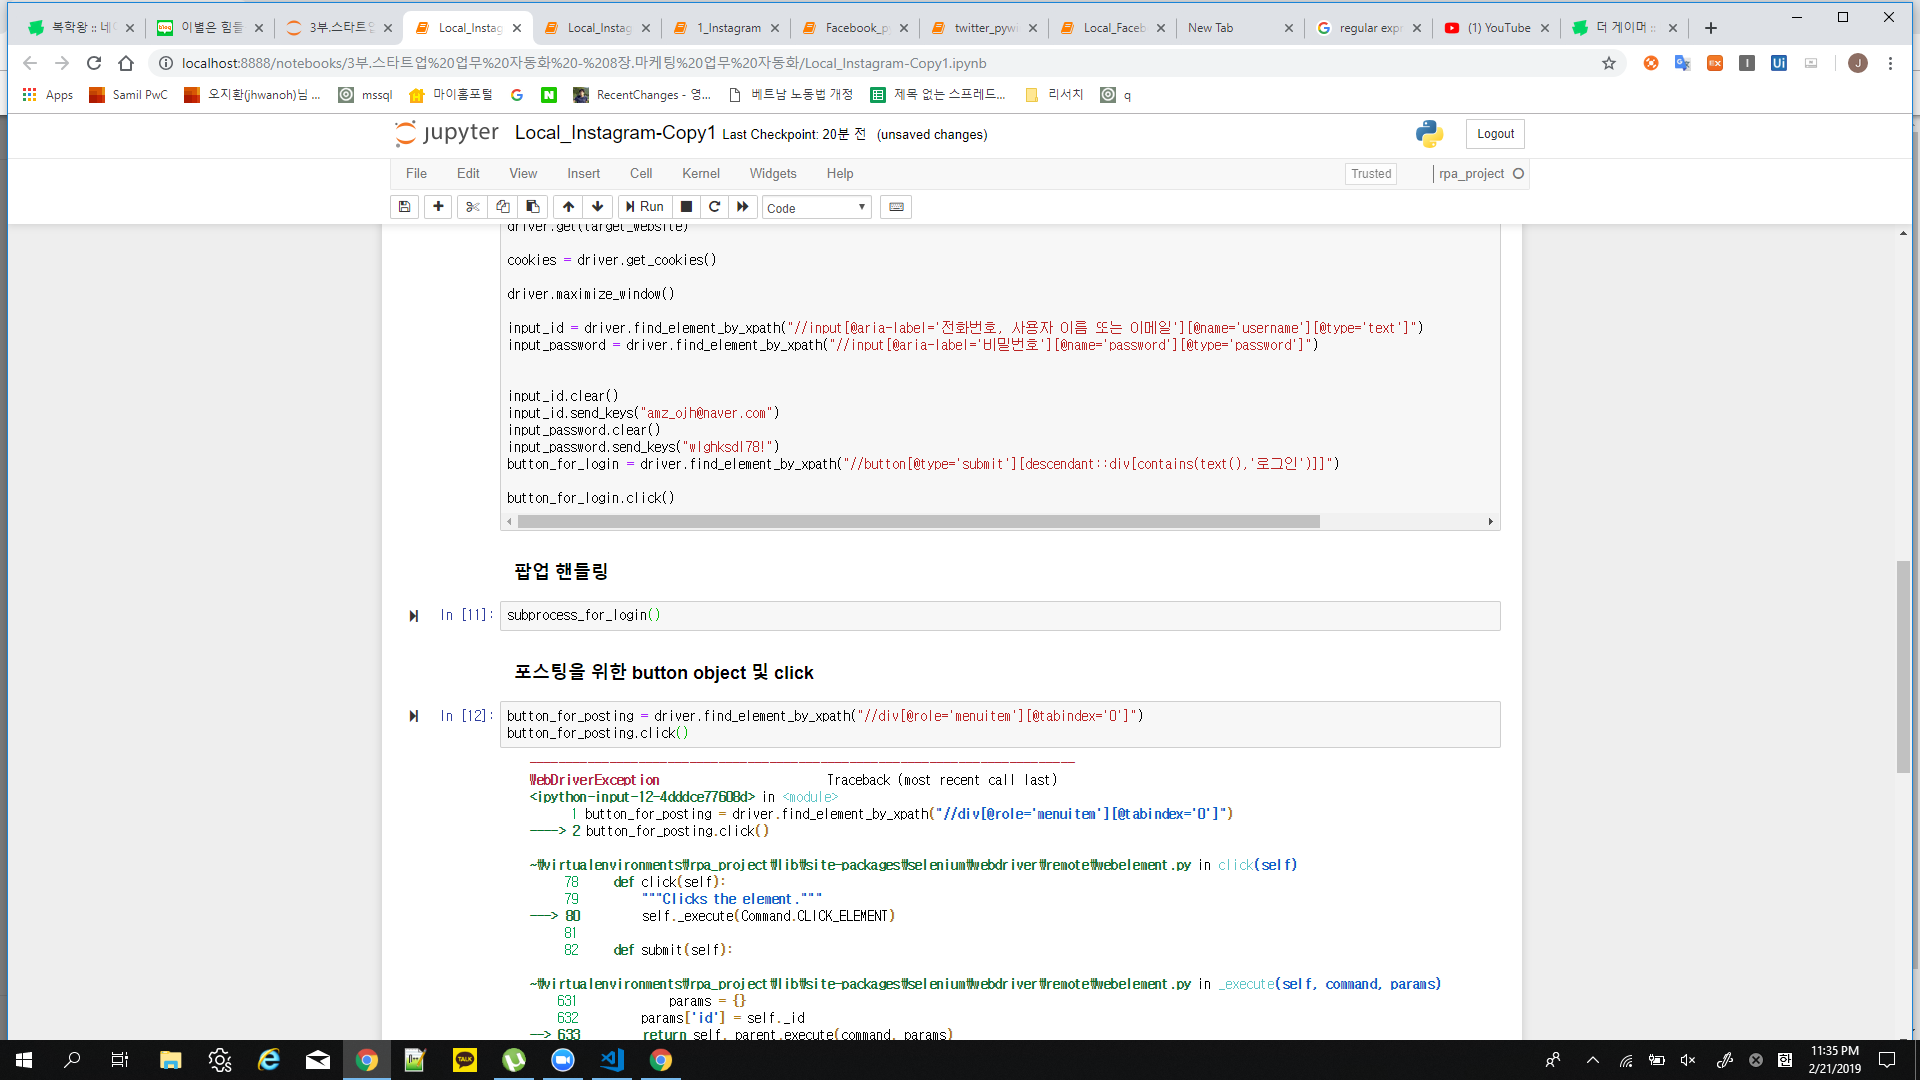 복학왕 :: 네이
이별은 힘들
3부.스타트업
Local_Instag
Local_Instag
1_Instagram
Facebook_p
twitter_pywi
Local_Faceb
New Tab
regular expr
(1) YouTube
더 게이머 ::
localhost:8888/notebooks/3부.스타트업%20업무%20자동화%20-%208장.마케팅%20업무%20자동화/Local_Instagram-Copy1.ipynb
Apps
Samil PwC
오지환(jhwanoh)님 ...
mssql
마이홈포털
RecentChanges - 영...
베트남 노동법 개정
제목 없는 스프레드...
리서치
q
jupyter Local_Instagram-Copy1 Last Checkpoint: 20분 전 (unsaved changes)
Logout
File Edit View Insert Cell Kernel Widgets Help
Trusted
rpa_project
Run
Code
driver.get(target_website)
cookies = driver.get_cookies()
driver.maximize_window()
input_id = driver.find_element_by_xpath("//input[@aria-label='전화번호, 사용자 이름 또는 이메일'][@name='username'][@type='text']")
input_password = driver.find_element_by_xpath("//input[@aria-label='비밀번호'][@name='password'][@type='password']")
input_id.clear()
input_id.send_keys("amz_ojh@naver.com")
input_password.clear()
input_password.send_keys("wlghksdl78!")
button_for_login = driver.find_element_by_xpath("//button[@type='submit'][descendant::div[contains(text(),'로그인')]]")
button_for_login.click()
팝업 핸들링
In [11]: subprocess_for_login()
포스팅을 위한 button object 및 click
In [12]: button_for_posting = driver.find_element_by_xpath("//div[@role='menuitem'][@tabindex='0']")
button_for_posting.click()
WebDriverException Traceback (most recent call last)
<ipython-input-12-4dddce77608d> in <module>
1 button_for_posting = driver.find_element_by_xpath("//div[@role='menuitem'][@tabindex='0']")
----> 2 button_for_posting.click()
~₩virtualenvironments₩rpa_project₩lib₩site-packages₩selenium₩webdriver₩remote₩webelement.py in click(self)
78 def click(self):
79 """Clicks the element."""
---> 80 self._execute(Command.CLICK_ELEMENT)
81
82 def submit(self):
~₩virtualenvironments₩rpa_project₩lib₩site-packages₩selenium₩webdriver₩remote₩webelement.py in _execute(self, command, params)
631 params = {}
632 params['id'] = self._id
--> 633 return self._parent.execute(command, params)
11:35 PM
한
2/21/2019